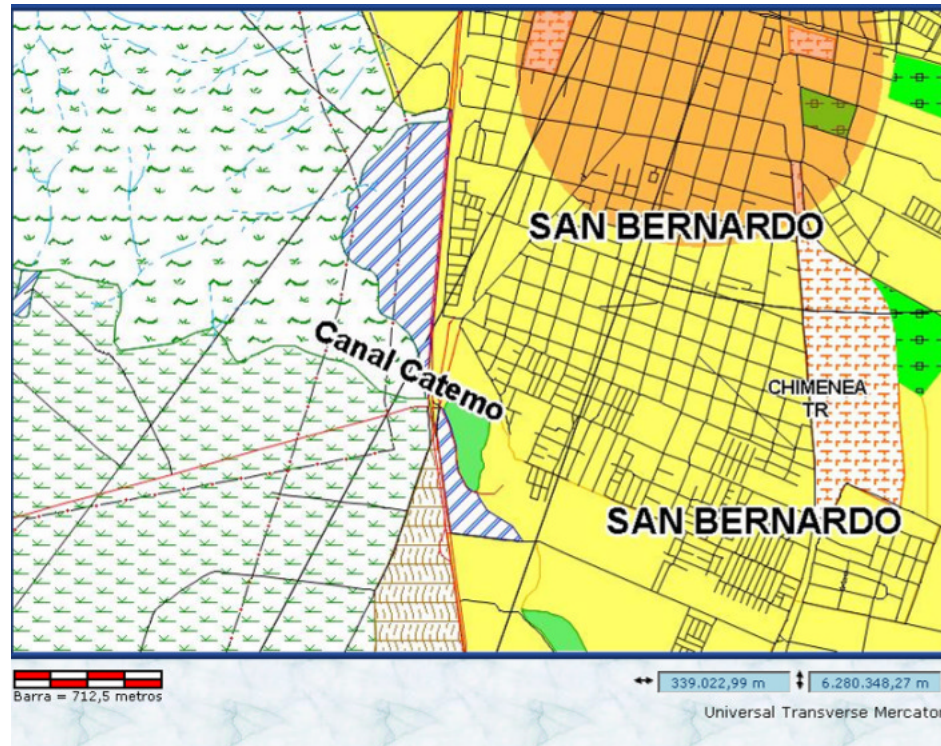 SAN BERNARDO
Canal Catemo
CHIMENEA
TR
SAN BERNARDO
Barra = 712,5 metros
339.022,99 m
6.280.348,27 m
Universal Transverse Mercator